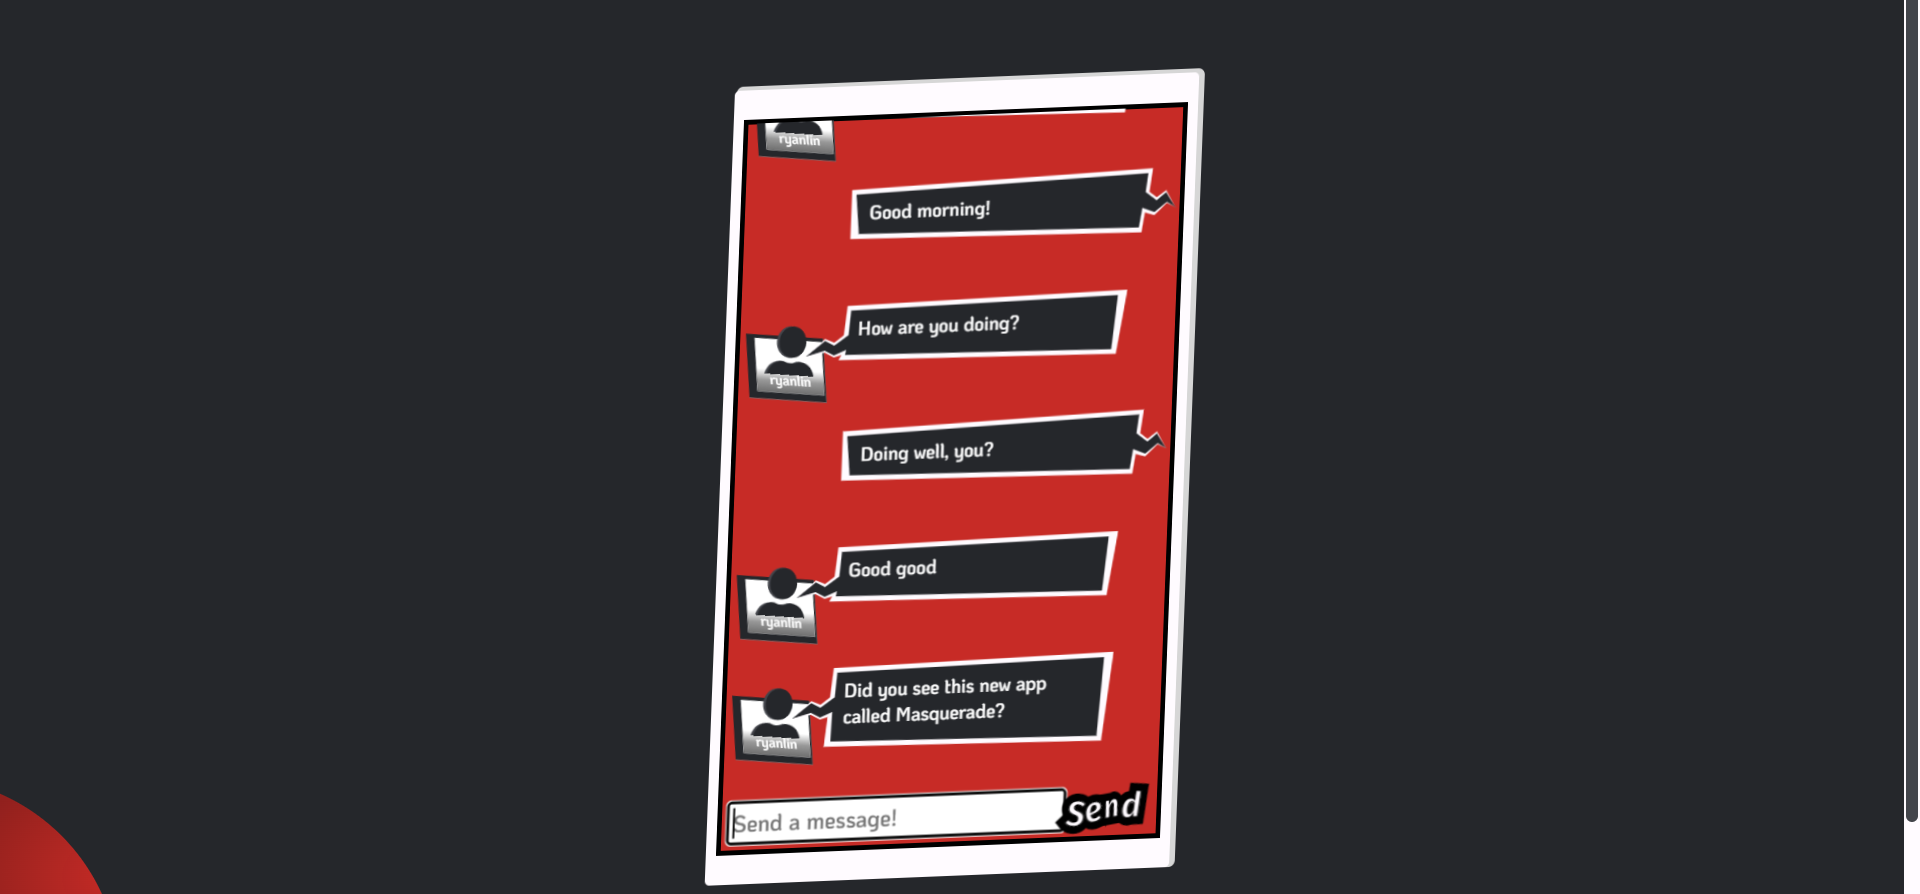 ryanlin
Good morning!
How are you doing?
ryanlin
Doing well, you?
Good good
ryanlin
Did you see this new app
called Masquerade?
ryanlin
Send a message!
Send